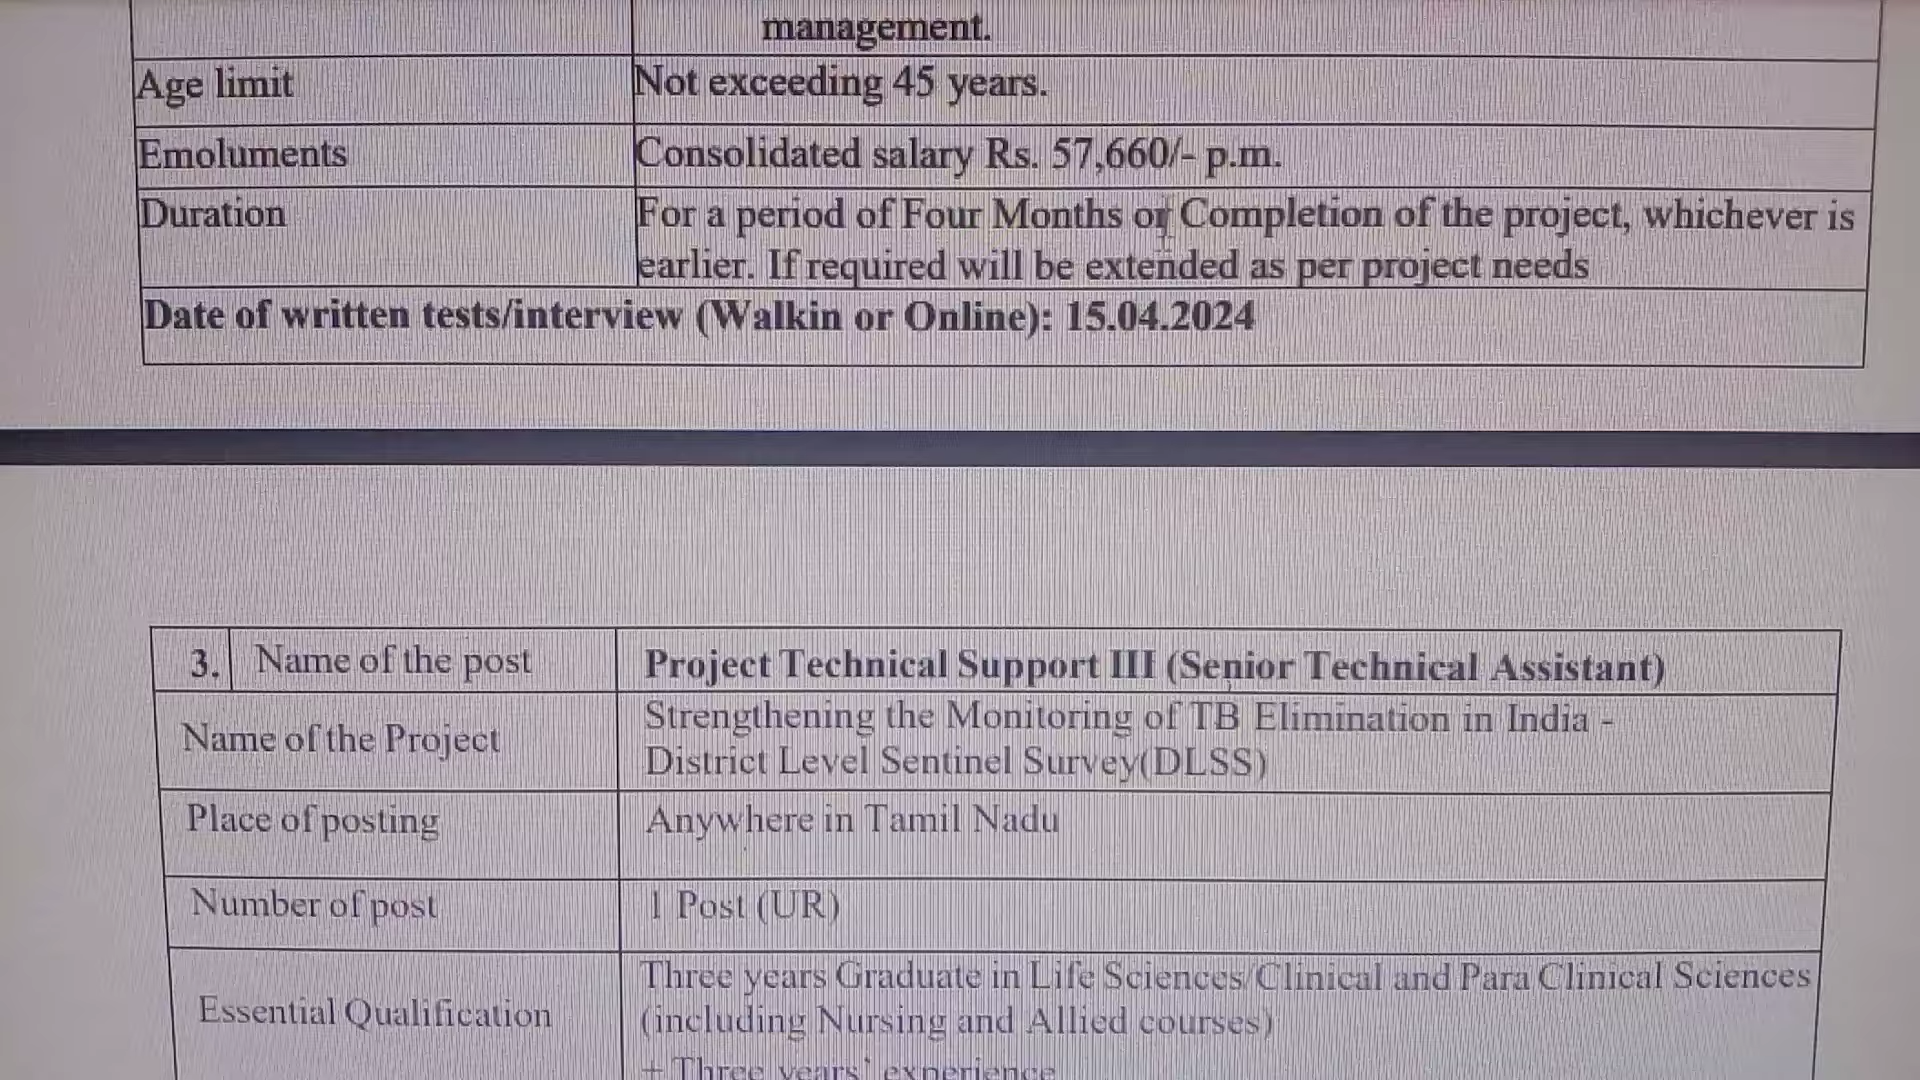 management.
Age limit Not exceeding 45 years.
Emoluments Consolidated salary Rs. 57,660/- p.m.
Duration For a period of Four Months or Completion of the project, whichever is
earlier. If required will be extended as per project needs
Date of written tests/interview (Walkin or Online): 15.04.2024
3. Name of the post Project Technical Support III (Senior Technical Assistant)
Name of the Project Strengthening the Monitoring of TB Elimination in India -
District Level Sentinel Survey(DLSS)
Place of posting Anywhere in Tamil Nadu
Number of post 1 Post (UR)
Essential Qualification Three years Graduate in Life Sciences/Clinical and Para Clinical Sciences
(including Nursing and Allied courses)
+ Three years' experience